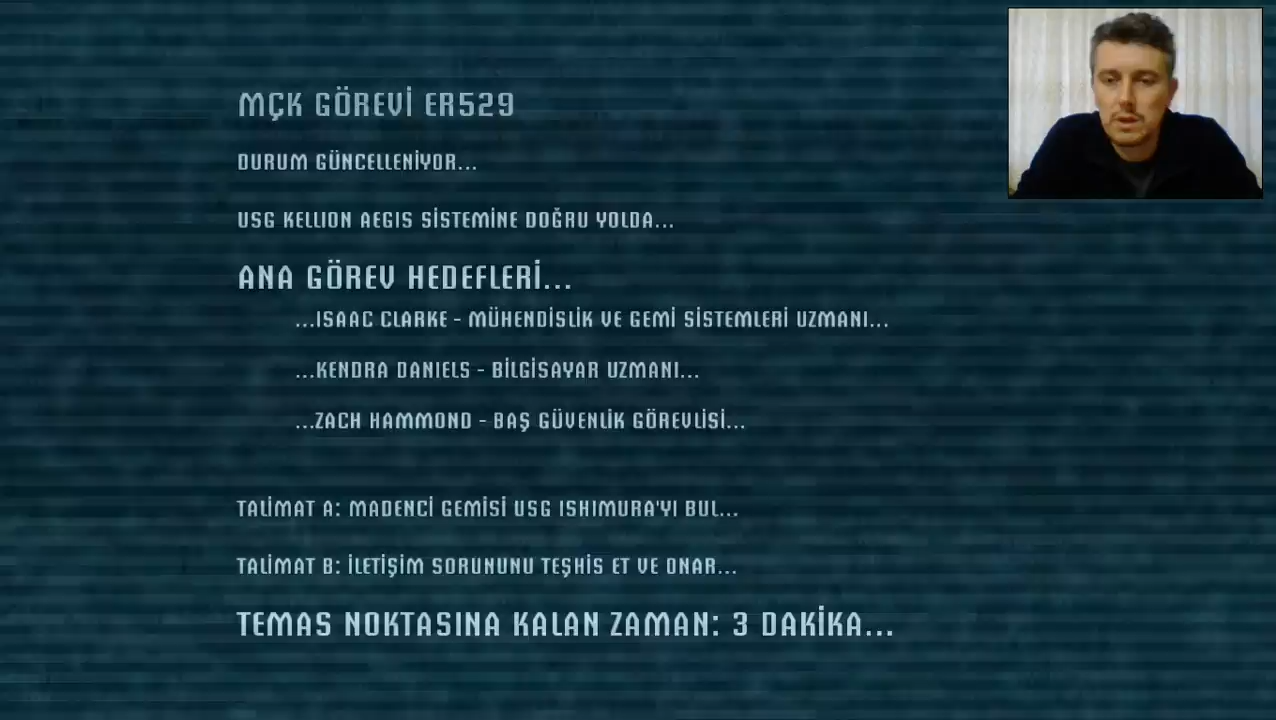 MÇK GÖREVİ ER529
DURUM GÜNCELLENİYOR...
USG KELLION AEGIS SİSTEMİNE DOĞRU YOLDA...
ANA GÖREV HEDEFLERİ...
...ISAAC CLARKE - MÜHENDİSLİK VE GEMİ SİSTEMLERİ UZMANI...
...KENDRA DANIELS - BİLGİSAYAR UZMANI...
...ZACH HAMMOND - BAŞ GÜVENLİK GÖREVLİSİ...
TALİMAT A: MADENCİ GEMİSİ USG ISHIMURA'YI BUL...
TALİMAT B: İLETİŞİM SORUNUNU TEŞHİS ET VE ONAR...
TEMAS NOKTASINA KALAN ZAMAN: 3 DAKİKA...